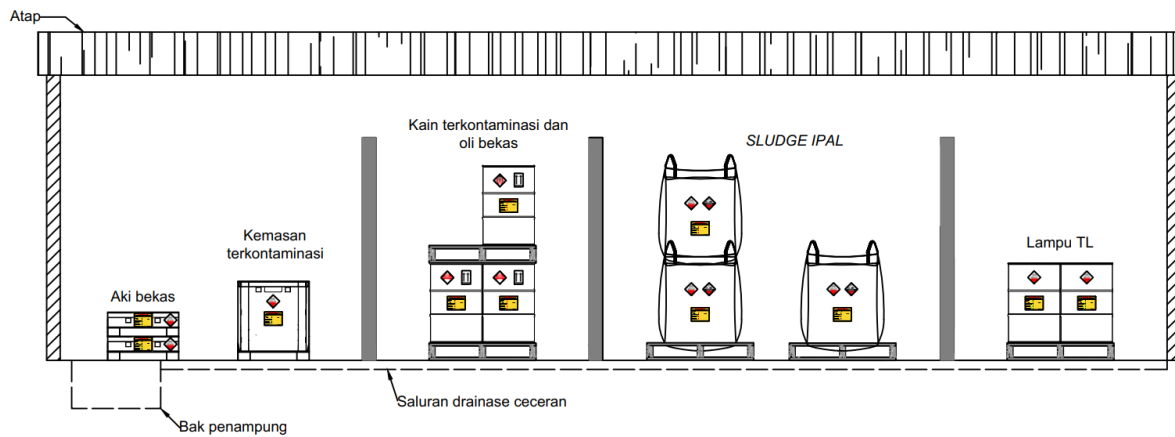 Atap
Kain terkontaminasi dan
oli bekas
SLUDGE IPAL
Kemasan
terkontaminasi
Lampu TL
Aki bekas
Saluran drainase ceceran
Bak penampung